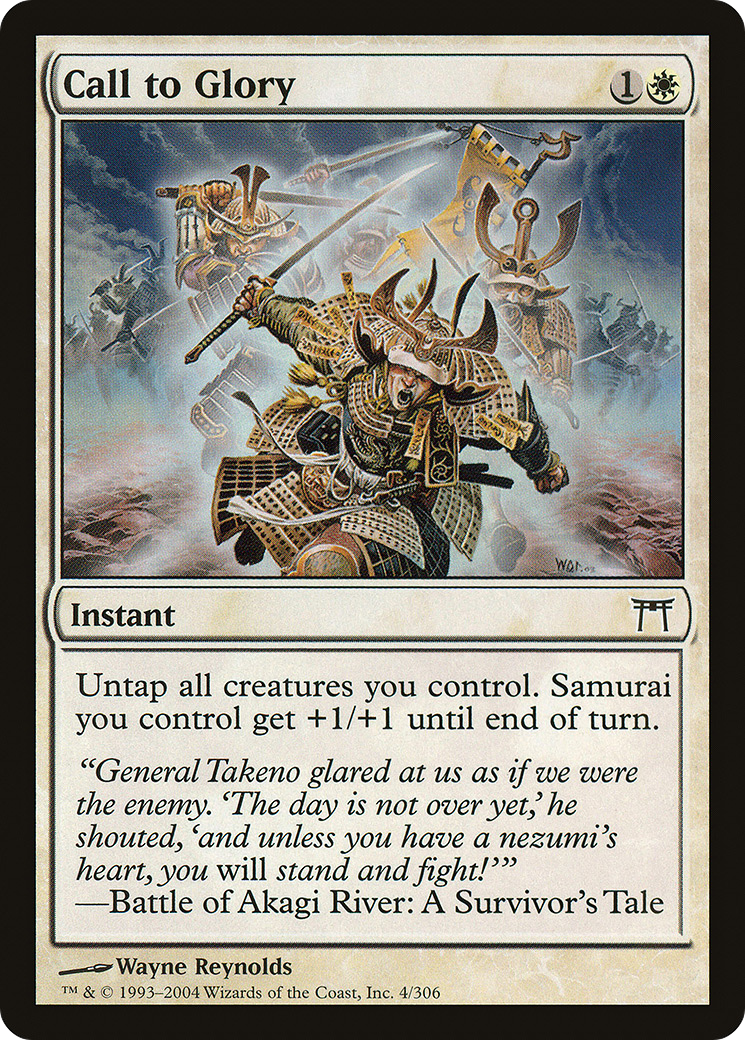 Call to Glory
1
Instant
Untap all creatures you control. Samurai
you control get +1/+1 until end of turn.
“General Takeno glared at us as if we were
the enemy. ‘The day is not over yet,’ he
shouted, ‘and unless you have a nezumi’s
heart, you will stand and fight!’”
—Battle of Akagi River: A Survivor’s Tale
Wayne Reynolds
™ & © 1993–2004 Wizards of the Coast, Inc. 4/306